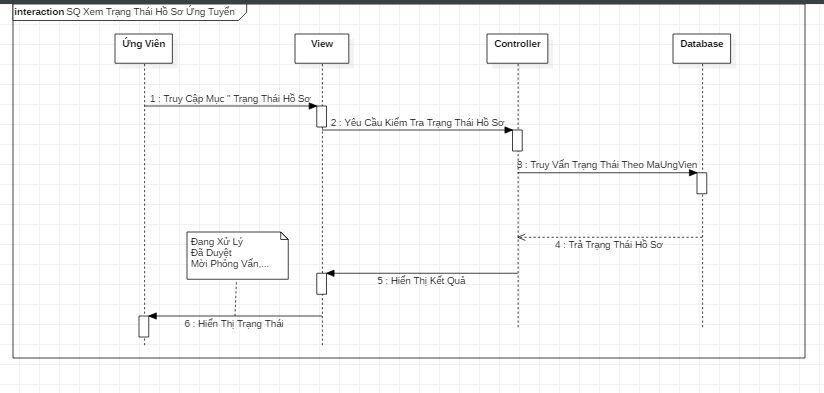 interaction SQ Xem Trạng Thái Hồ Sơ Ứng Tuyển
Ứng Viên
View
Controller
Database
1 : Truy Cập Mục " Trạng Thái Hồ Sơ
2 : Yêu Cầu Kiểm Tra Trạng Thái Hồ Sơ
3 : Truy Vấn Trạng Thái Theo MaUngVien
4 : Trả Trạng Thái Hồ Sơ
Đang Xử Lý
Đã Duyệt
Mời Phỏng Vấn,...
5 : Hiển Thị Kết Quả
6 : Hiển Thị Trạng Thái